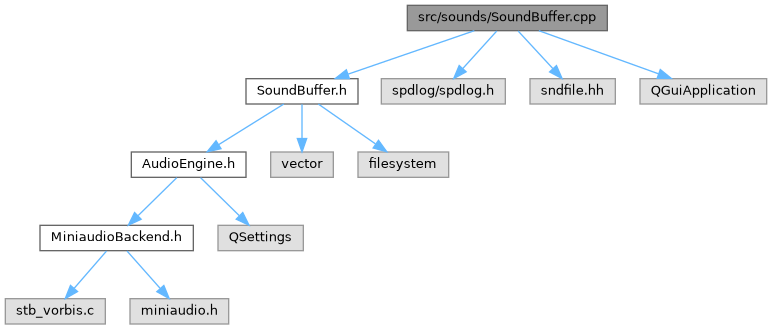 src/sounds/SoundBuffer.cpp
SoundBuffer.h
spdlog/spdlog.h
sndfile.hh
QGuiApplication
AudioEngine.h
vector
filesystem
MiniaudioBackend.h
QSettings
stb_vorbis.c
miniaudio.h